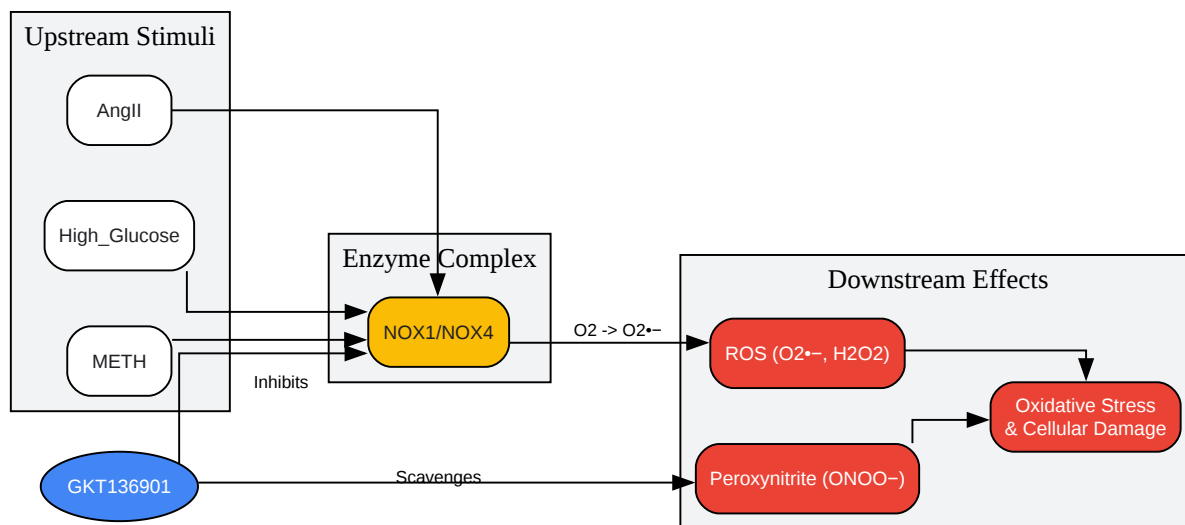 Upstream Stimuli
AngII
High_Glucose
METH
Inhibits
GKT136901
Enzyme Complex
NOX1/NOX4
O2 -> O2•−
Scavenges
Downstream Effects
ROS (O2•−, H2O2)
Oxidative Stress
& Cellular Damage
Peroxynitrite (ONOO−)